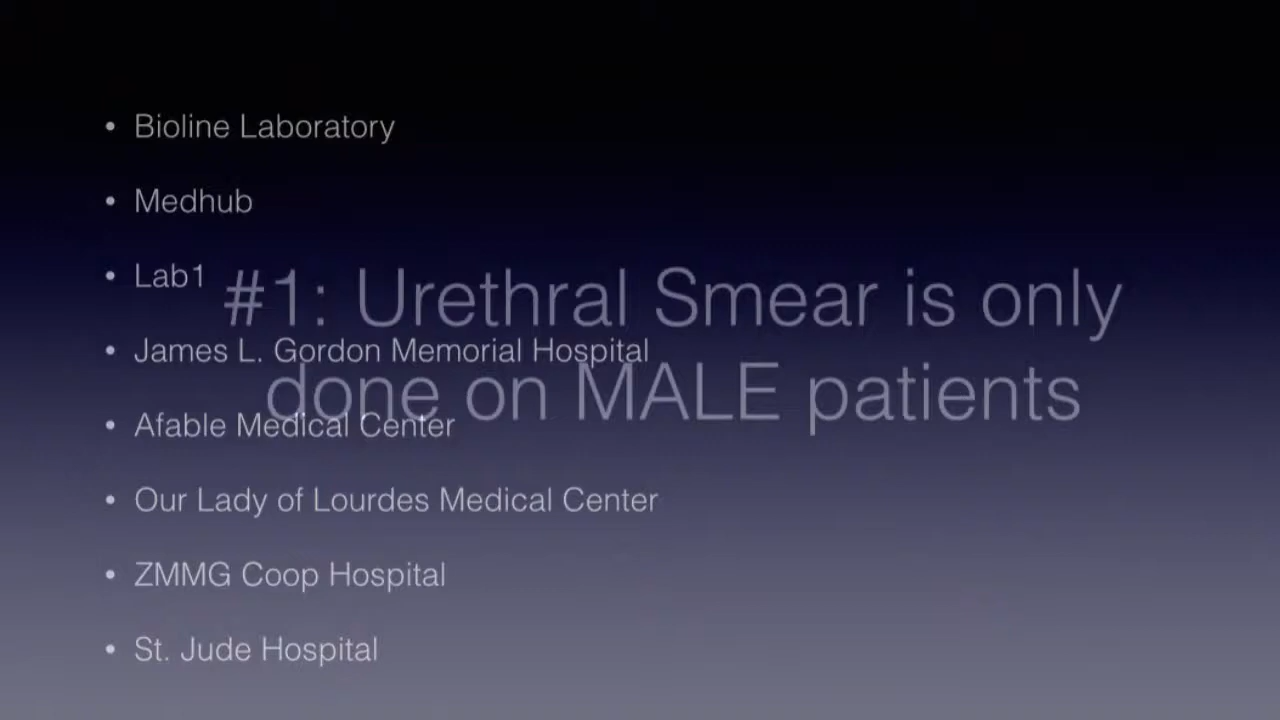 • Bioline Laboratory
• Medhub
• Lab1
• James L. Gordon Memorial Hospital
• Afable Medical Center
• Our Lady of Lourdes Medical Center
• ZMMG Coop Hospital
• St. Jude Hospital
#1: Urethral Smear is only
done on MALE patients